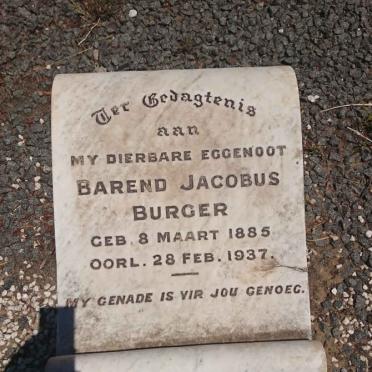 Ter Gedagtenis
aan
MY DIERBARE EGGENOOT
BAREND JACOBUS
BURGER
GEB. 8 MAART 1885
OORL. 28 FEB. 1937.
MY GENADE IS VIR JOU GENOEG.